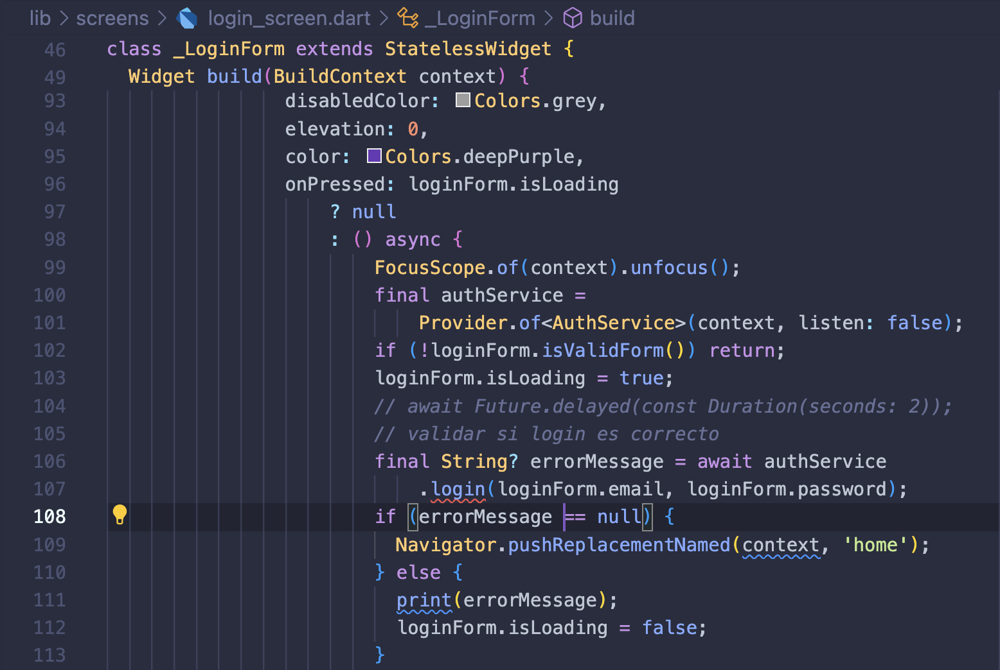 lib > screens > login_screen.dart > _LoginForm > build
46 class _LoginForm extends StatelessWidget {
49 Widget build(BuildContext context) {
93 disabledColor: Colors.grey,
94 elevation: 0,
95 color: Colors.deepPurple,
96 onPressed: loginForm.isLoading
97 ? null
98 : () async {
99 FocusScope.of(context).unfocus();
100 final authService =
101 Provider.of<AuthService>(context, listen: false);
102 if (!loginForm.isValidForm()) return;
103 loginForm.isLoading = true;
104 // await Future.delayed(const Duration(seconds: 2));
105 // validar si login es correcto
106 final String? errorMessage = await authService
107 .login(loginForm.email, loginForm.password);
108 if (errorMessage == null) {
109 Navigator.pushReplacementNamed(context, 'home');
110 } else {
111 print(errorMessage);
112 loginForm.isLoading = false;
113 }